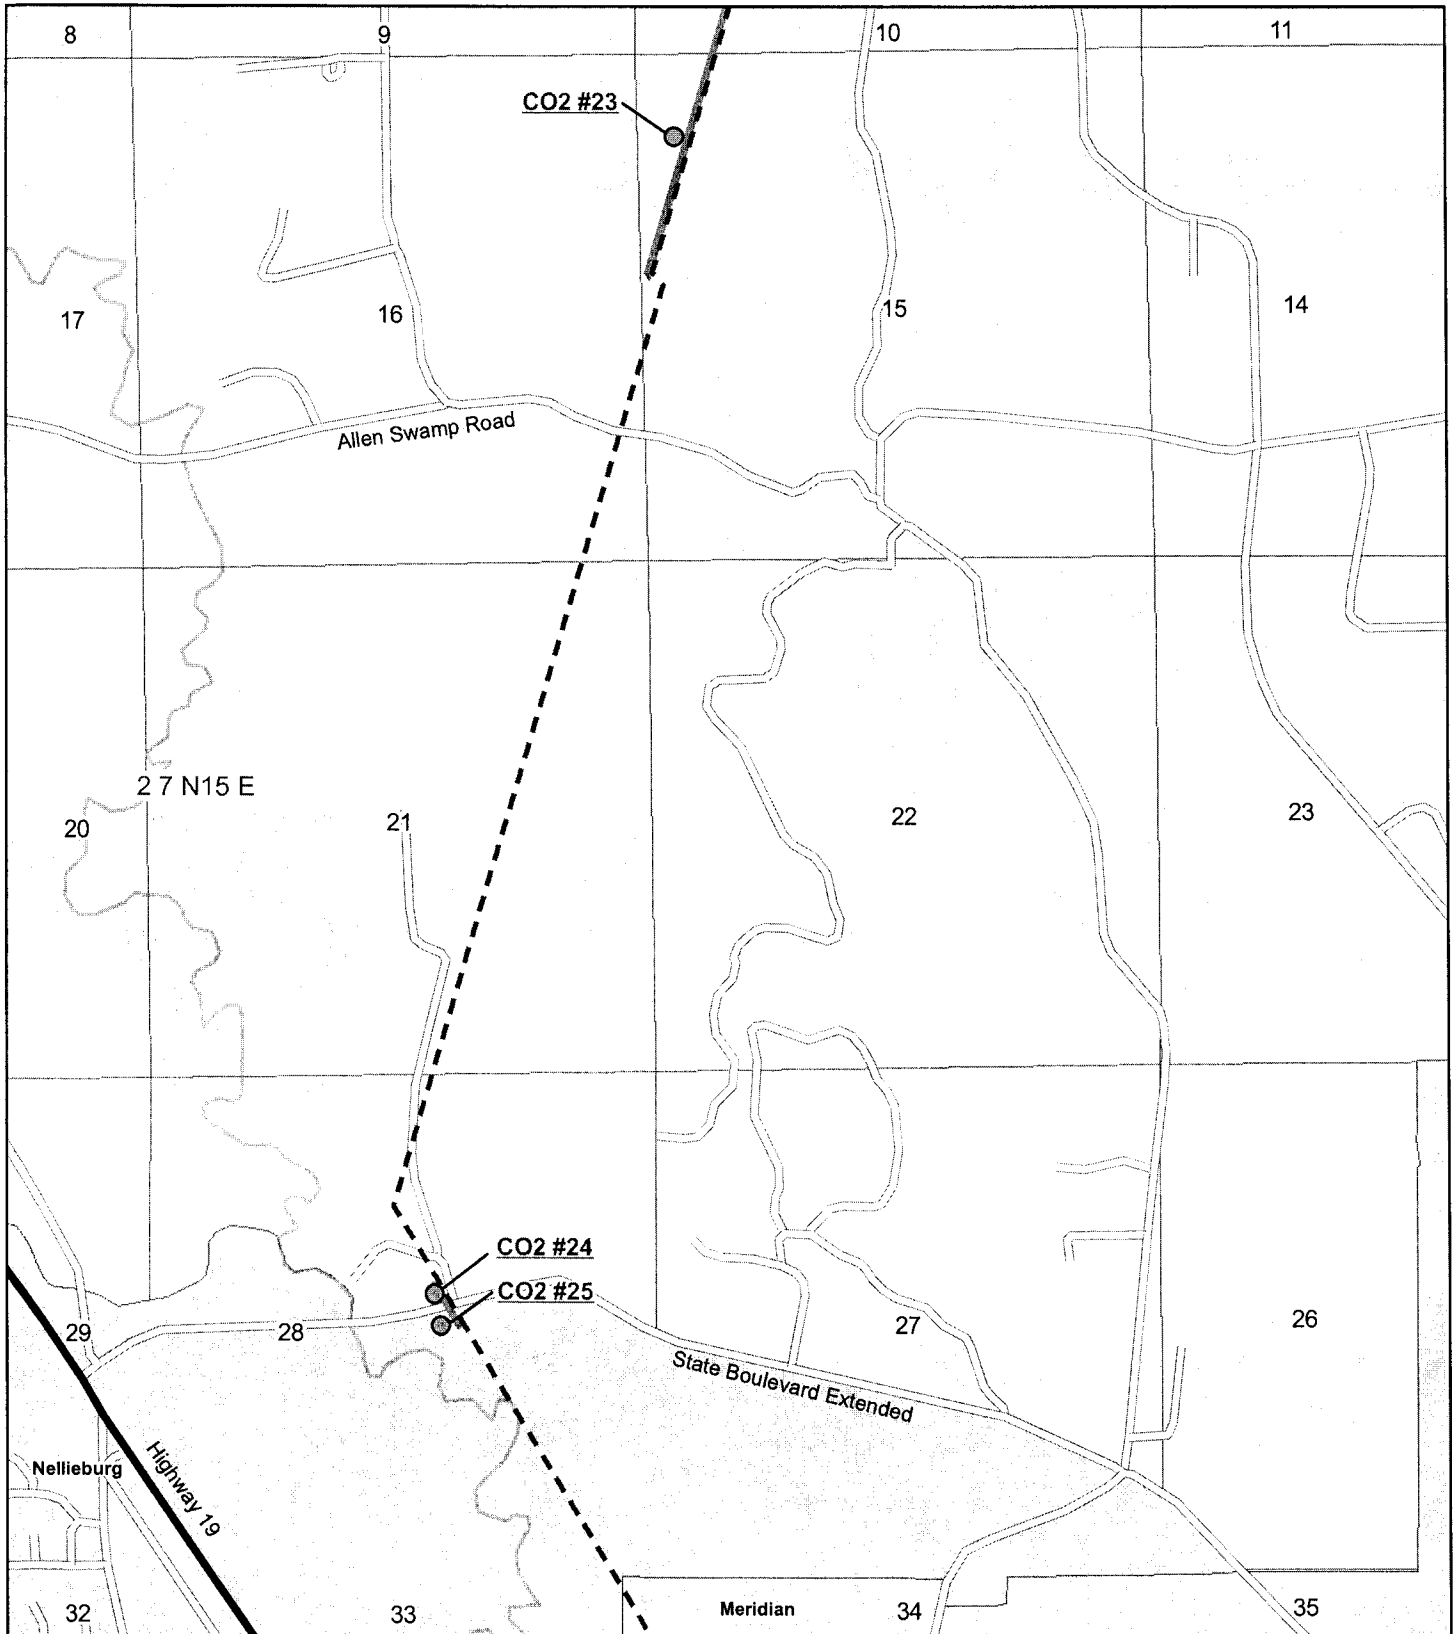 8
9
10
11
CO2 #23
17
16
15
14
Allen Swamp Road
2 7 N15 E
20
21
22
23
CO2 #24
CO2 #25
29
28
27
26
State Boulevard Extended
Nellieburg
Highway 19
32
33
Meridian
34
35